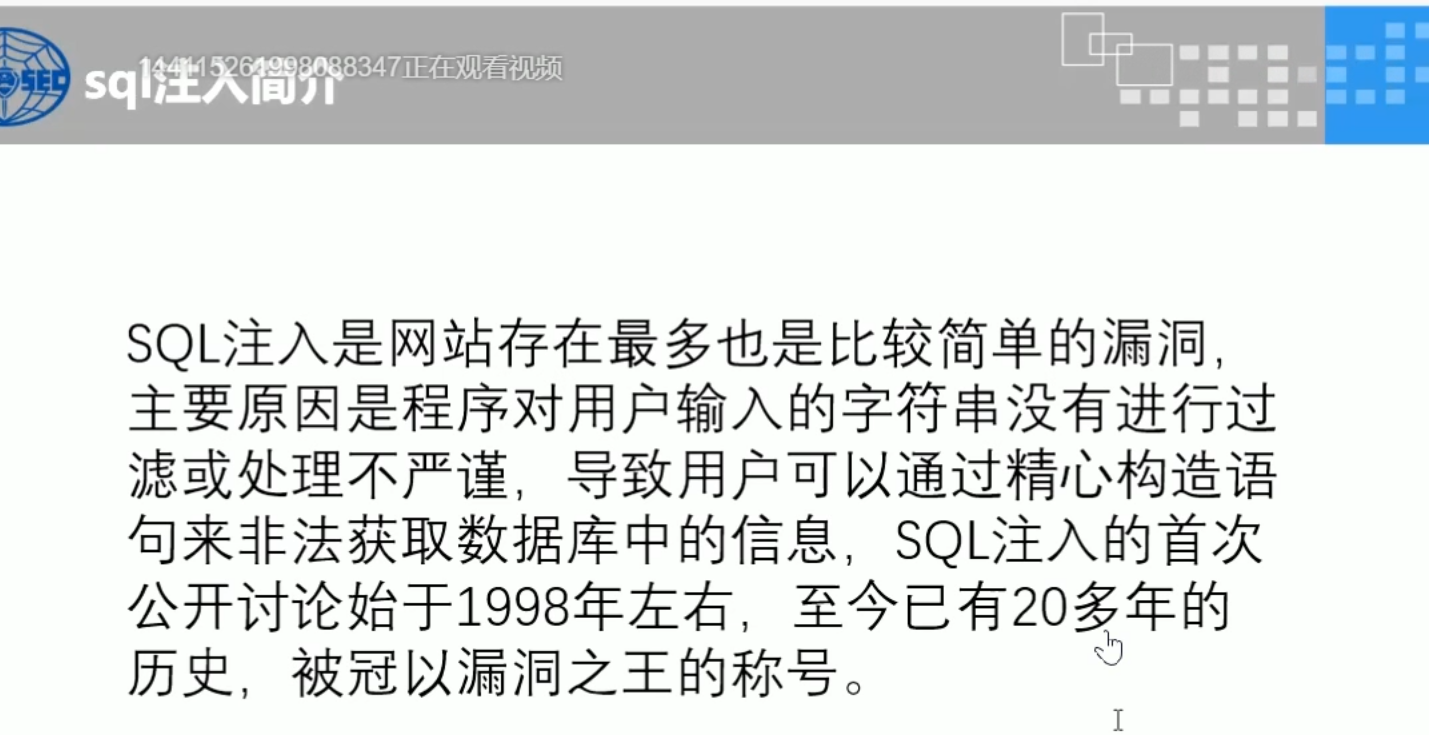 SEC
sql注入简介
144115261998088347正在观看视频
SQL注入是网站存在最多也是比较简单的漏洞，
主要原因是程序对用户输入的字符串没有进行过
滤或处理不严谨，导致用户可以通过精心构造语
句来非法获取数据库中的信息，SQL注入的首次
公开讨论始于1998年左右，至今已有20多年的
历史，被冠以漏洞之王的称号。